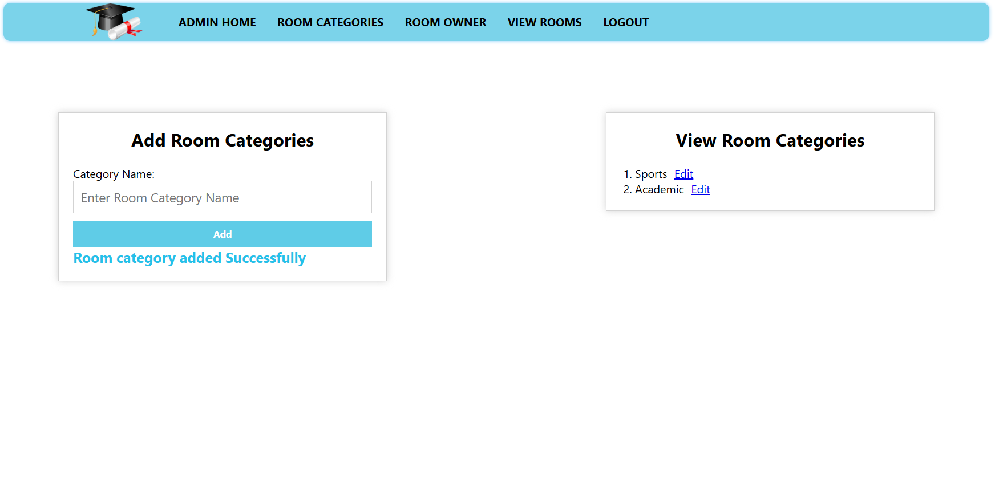 ADMIN HOME ROOM CATEGORIES ROOM OWNER VIEW ROOMS LOGOUT
Add Room Categories
Category Name:
Enter Room Category Name
Add
Room category added Successfully
View Room Categories
1. Sports Edit
2. Academic Edit